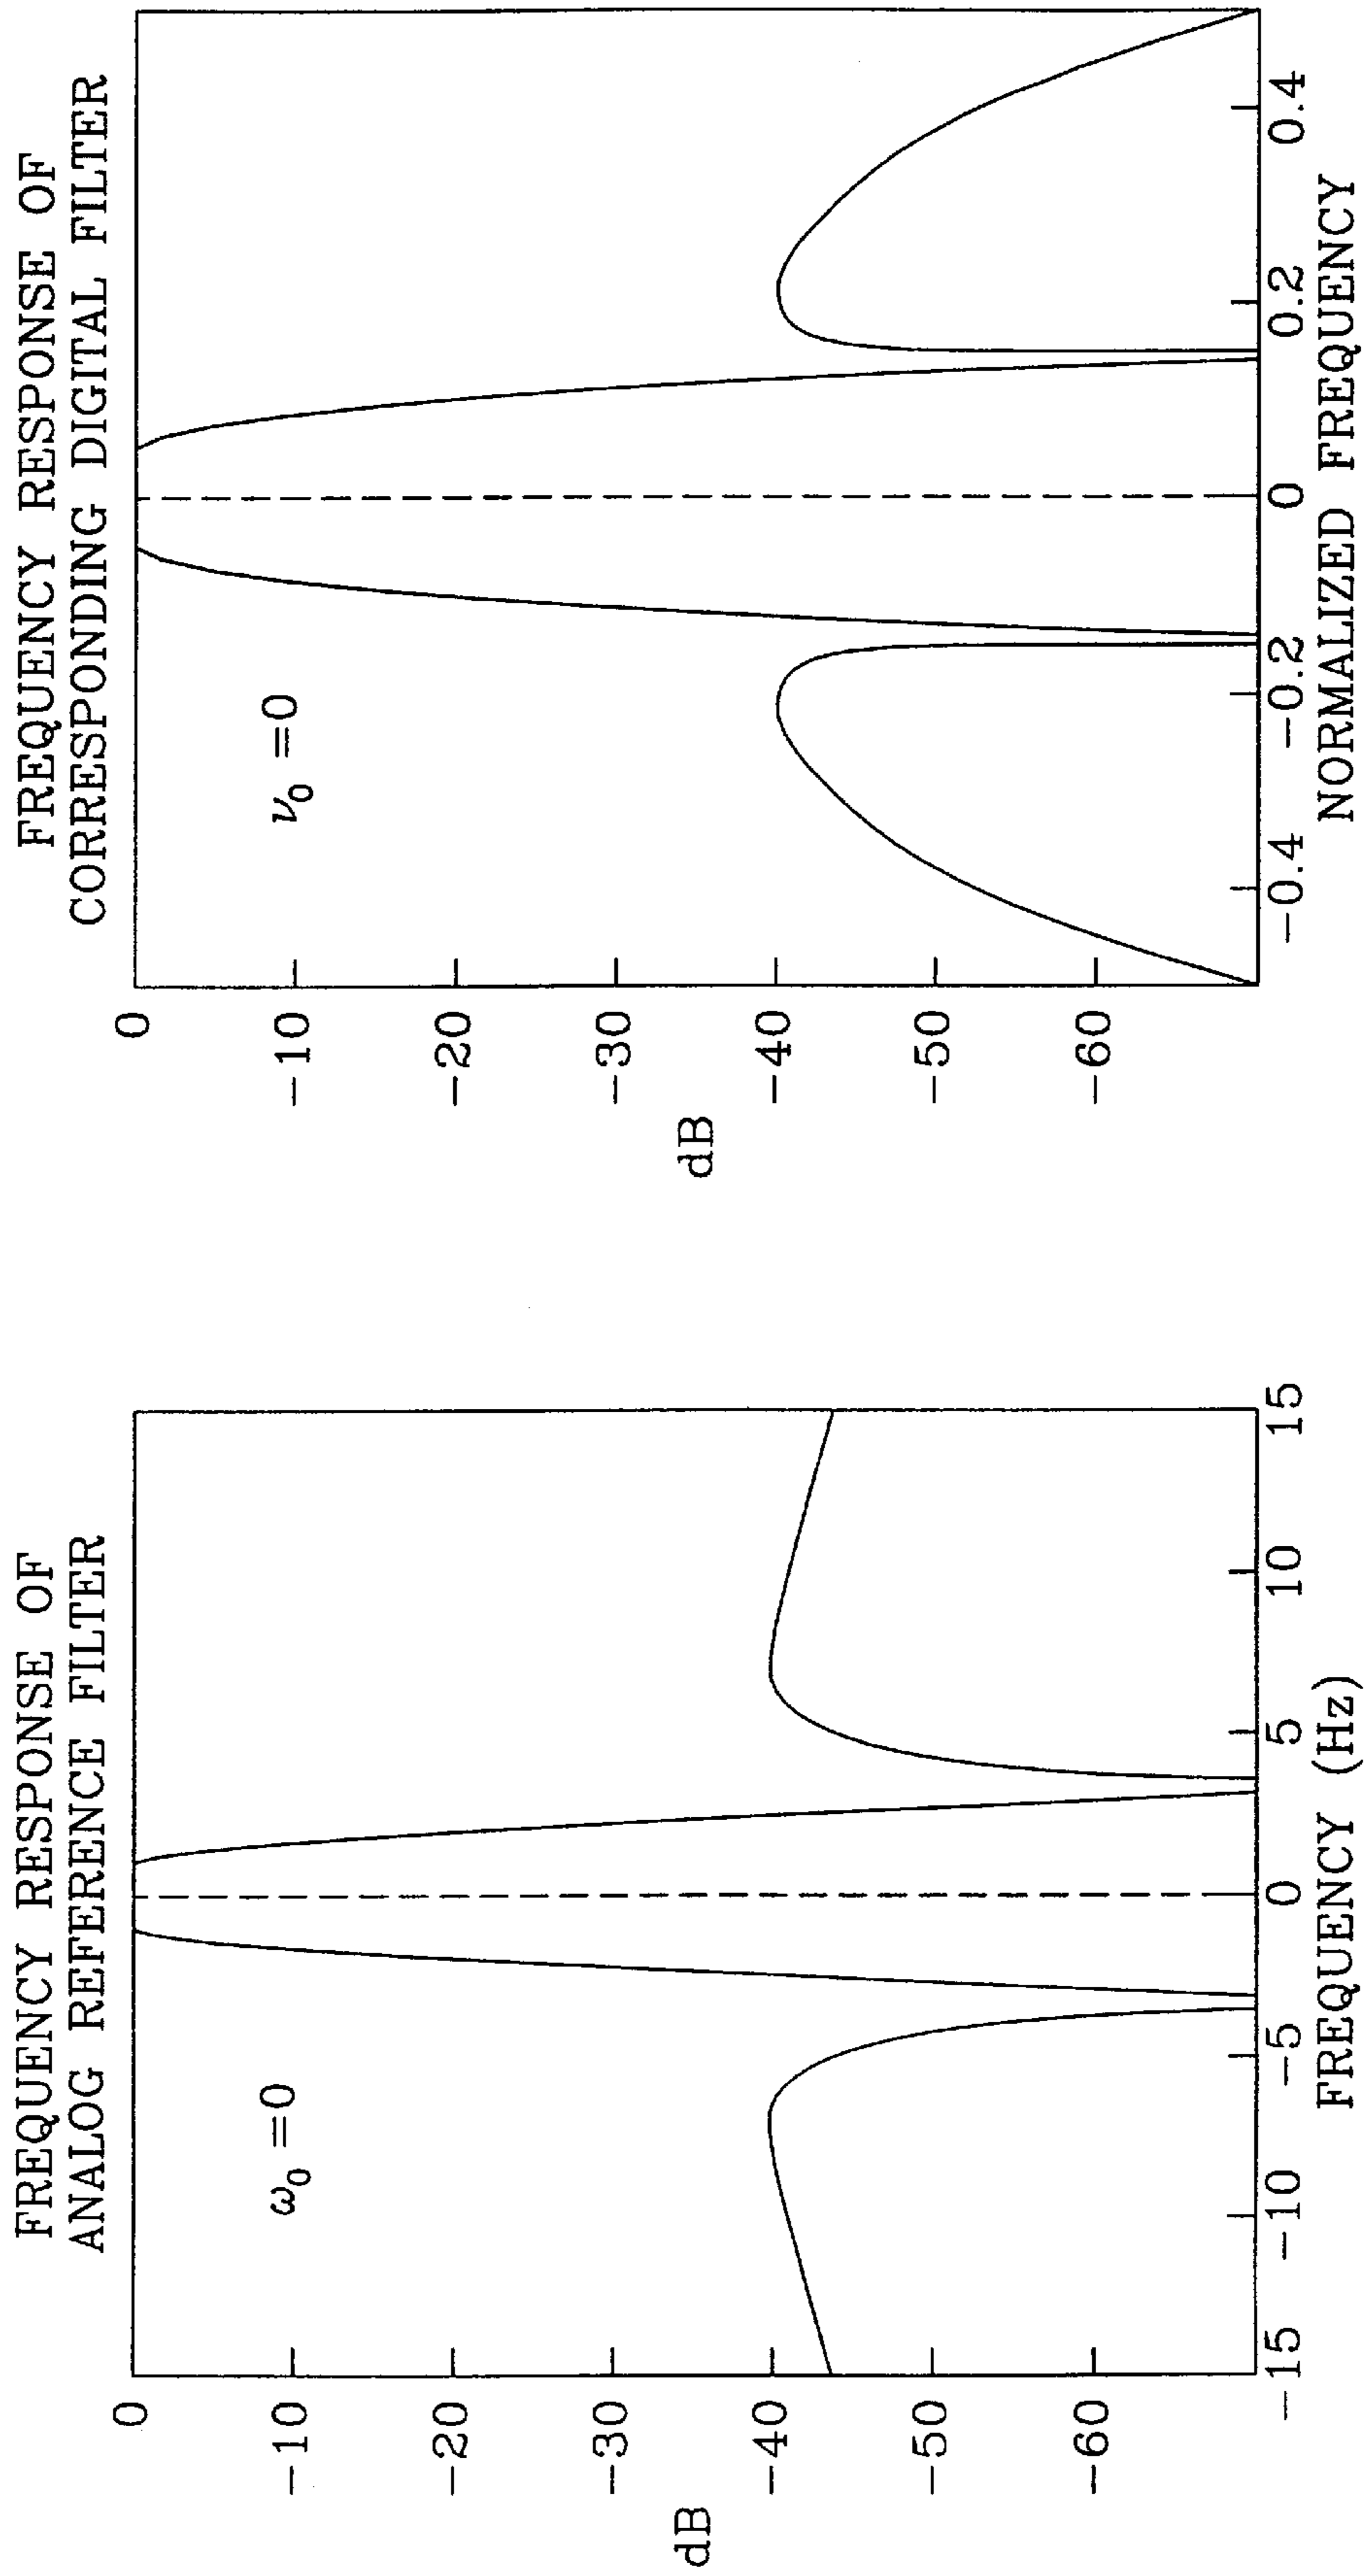 FREQUENCY RESPONSE OF
ANALOG REFERENCE FILTER
ω₀ =0
0
-10
-20
-30
-40
-50
-60
dB
-15 -10 -5 0 5 10 15
FREQUENCY (Hz)
FREQUENCY RESPONSE OF
CORRESPONDING DIGITAL FILTER
ν₀ =0
0
-10
-20
-30
-40
-50
-60
dB
-0.4 -0.2 0 0.2 0.4
NORMALIZED FREQUENCY